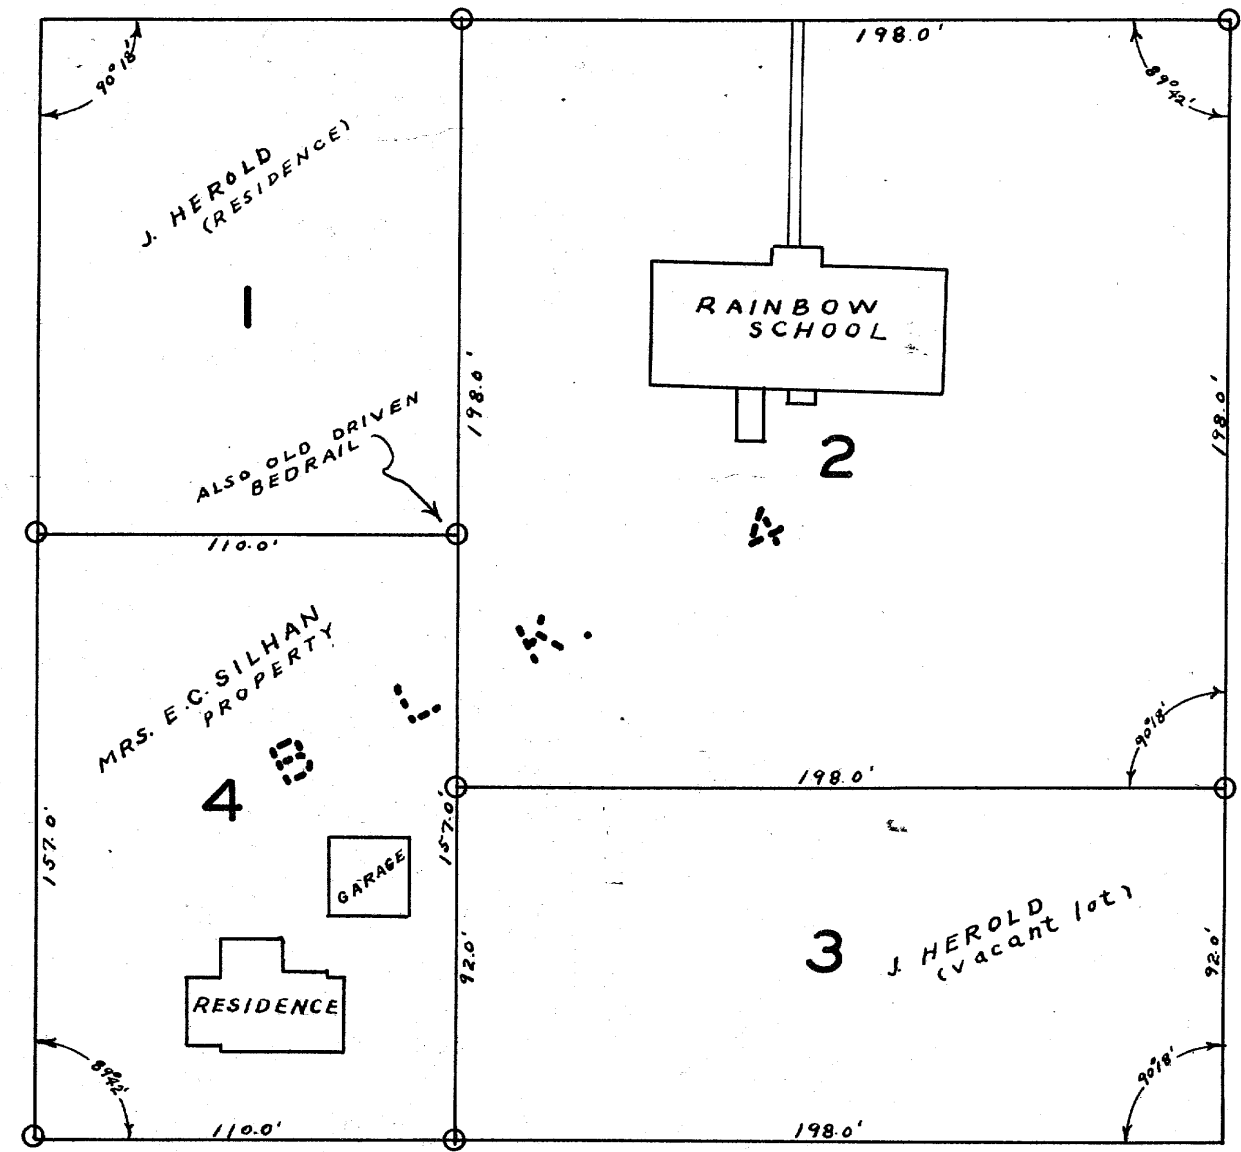 90°18'
198.0'
89°42'
J. HEROLD
(RESIDENCE)
1
RAINBOW
SCHOOL
198.0'
198.0'
ALSO OLD DRIVEN
BEDRAIL
2
110.0'
A
K.
L
B
MRS. E.C. SILHAN
PROPERTY
4
90°18'
198.0'
157.0'
157.0'
GARAGE
3
J. HEROLD
(vacant lot)
92.0'
92.0'
RESIDENCE
89°42'
90°18'
110.0'
198.0'